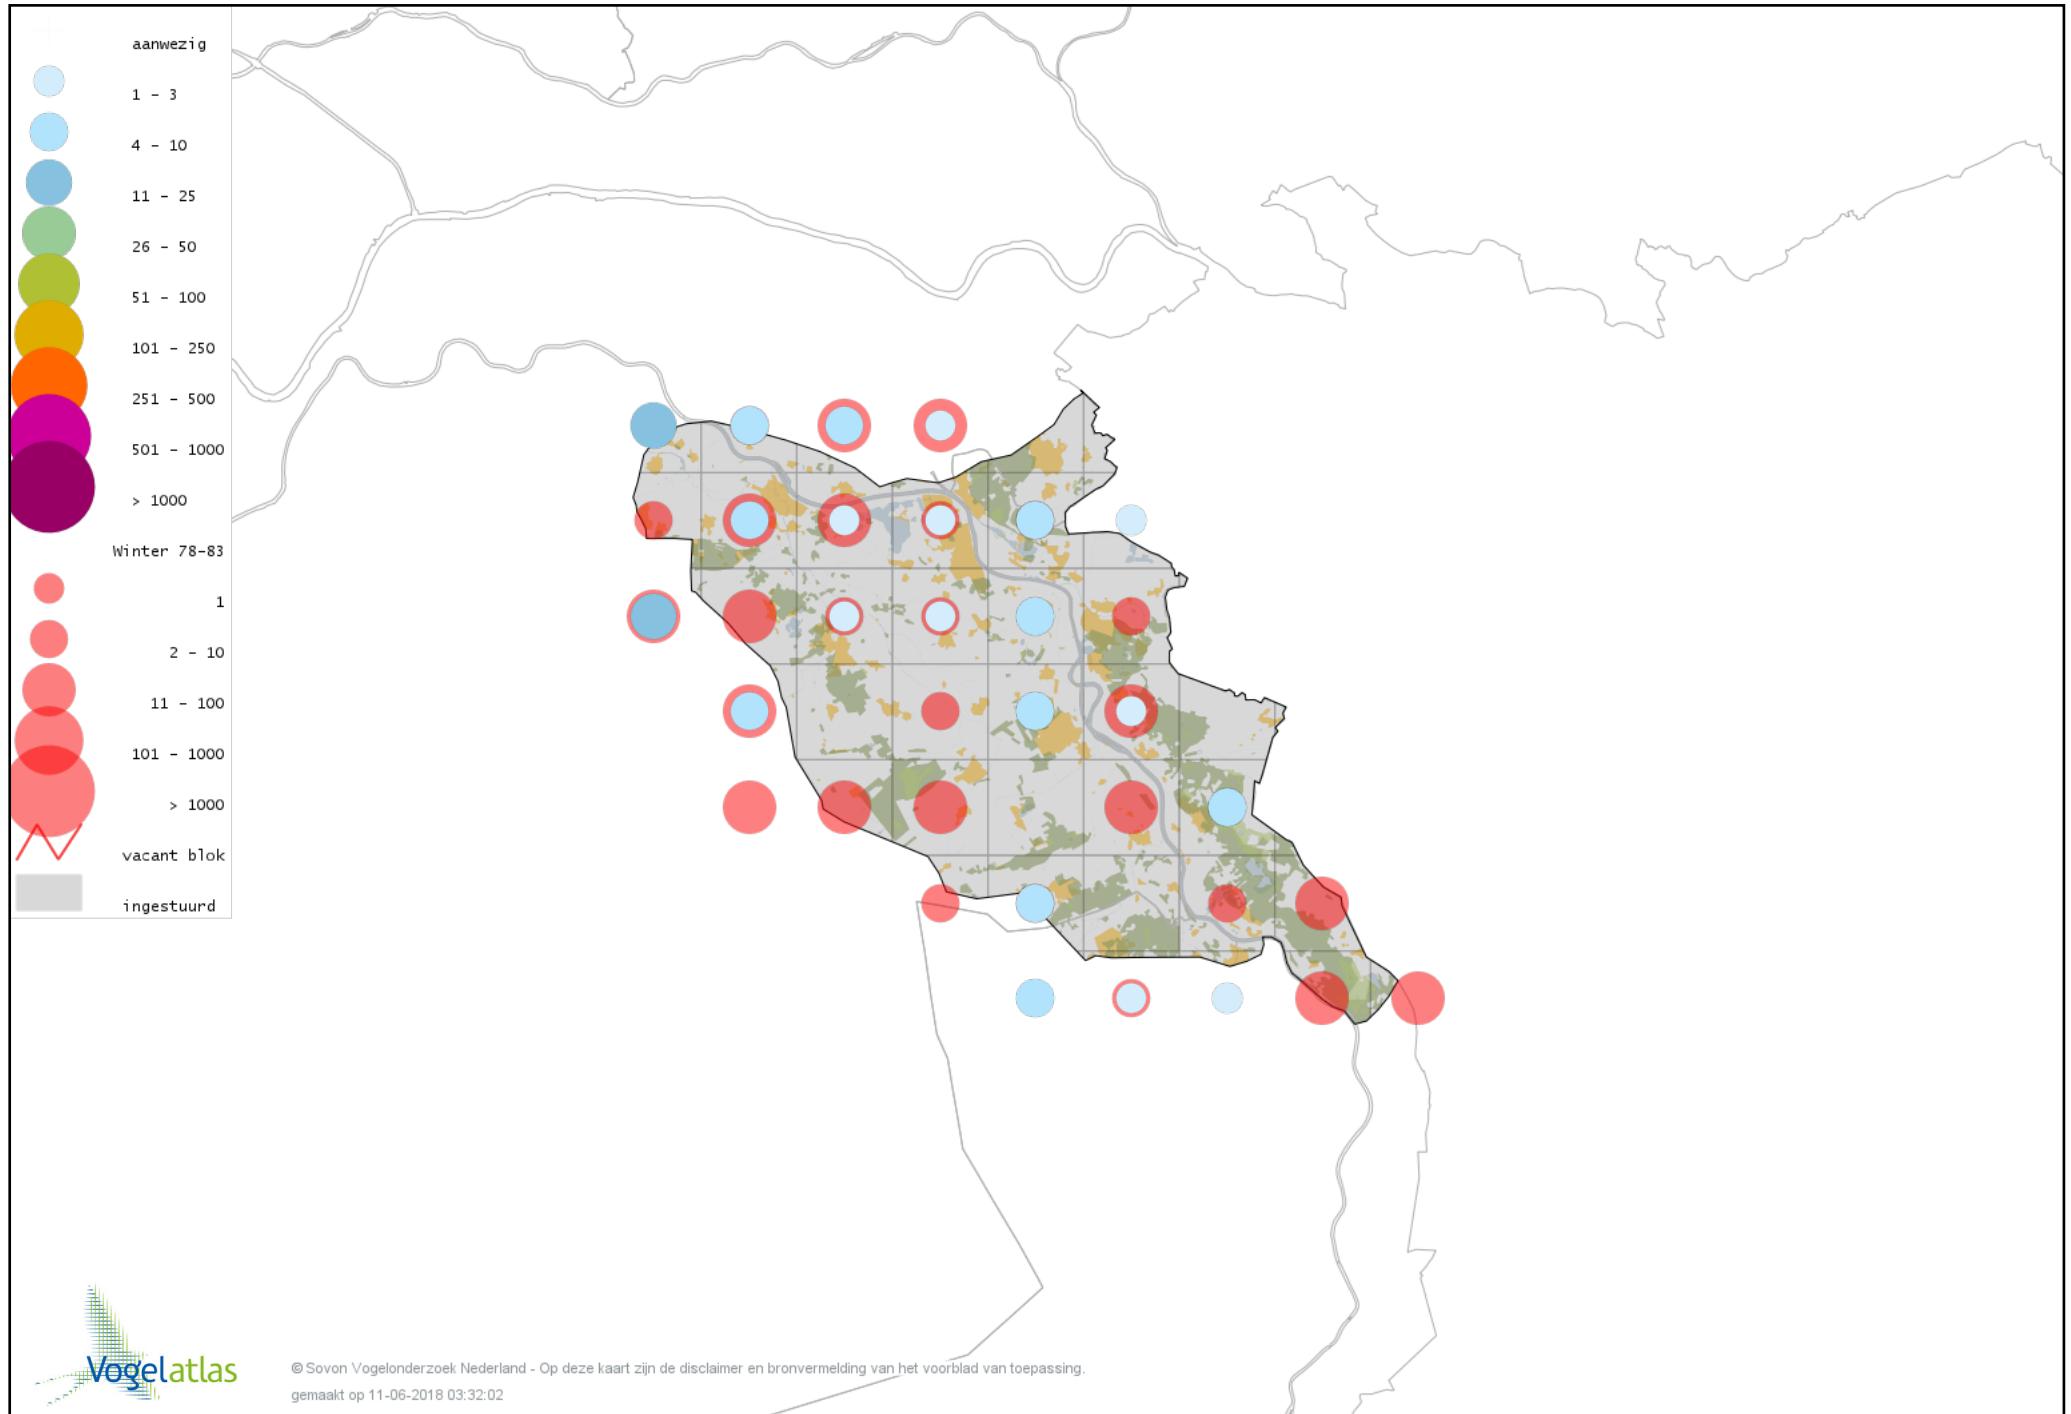 aanwezig
1 - 3
4 - 10
11 - 25
26 - 50
51 - 100
101 - 250
251 - 500
501 - 1000
> 1000
Winter 78-83
1
2 - 10
11 - 100
101 - 1000
> 1000
vacant blok
ingestuurd
Vogelatlas
© Sovon Vogelonderzoek Nederland - Op deze kaart zijn de disclaimer en bronvermelding van het voorblad van toepassing.
gemaakt op 11-06-2018 03:32:02